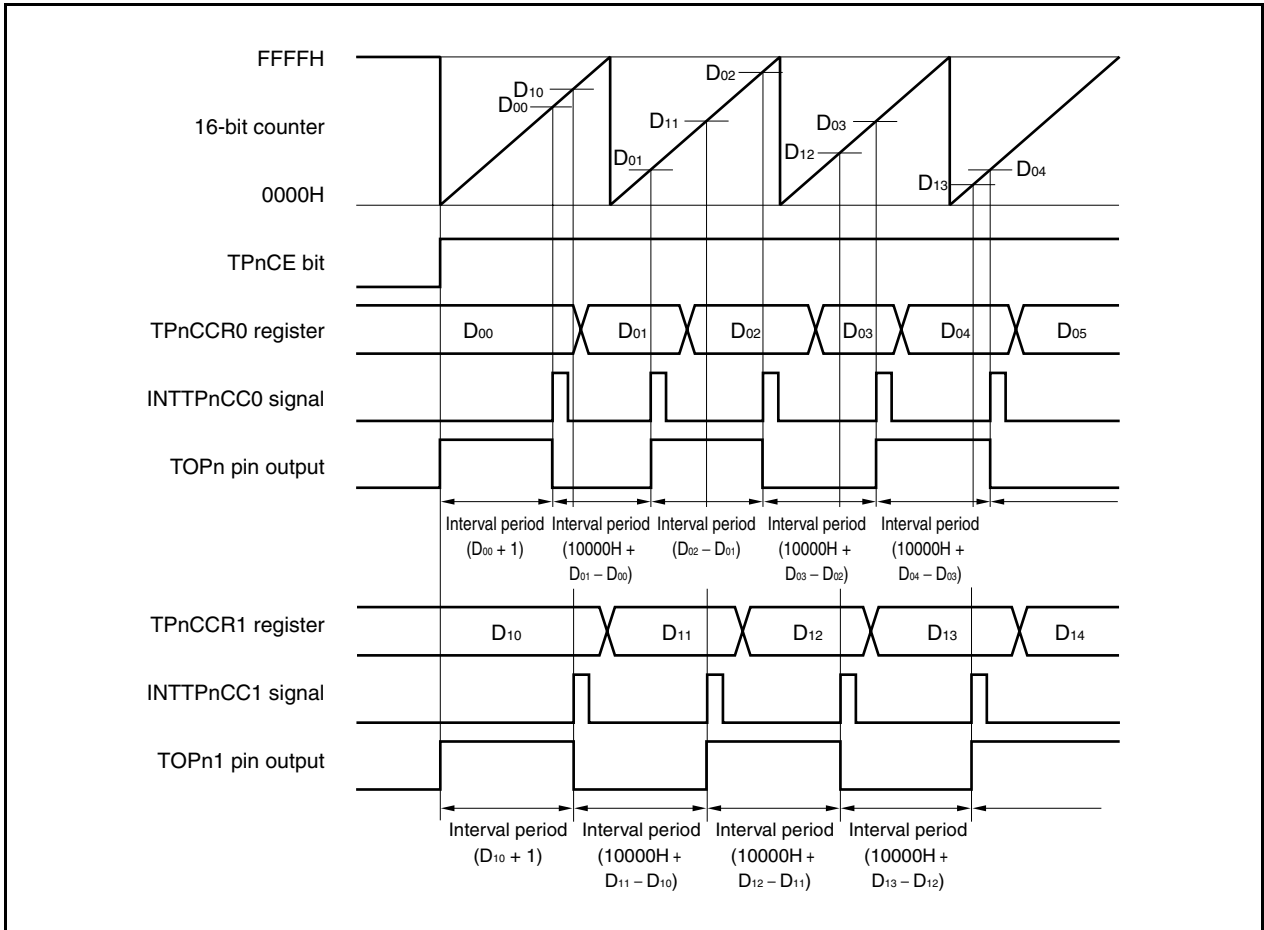 FFFFH
D10
D00
D02
16-bit counter
D11
D03
D01
D12
0000H
D13
D04
TPnCE bit
TPnCCR0 register
D00
D01
D02
D03
D04
D05
INTTPnCC0 signal
TOPn pin output
Interval period
(D00 + 1)
Interval period
(10000H +
D01 – D00)
Interval period
(D02 – D01)
Interval period
(10000H +
D03 – D02)
Interval period
(10000H +
D04 – D03)
TPnCCR1 register
D10
D11
D12
D13
D14
INTTPnCC1 signal
TOPn1 pin output
Interval period
(D10 + 1)
Interval period
(10000H +
D11 – D10)
Interval period
(10000H +
D12 – D11)
Interval period
(10000H +
D13 – D12)